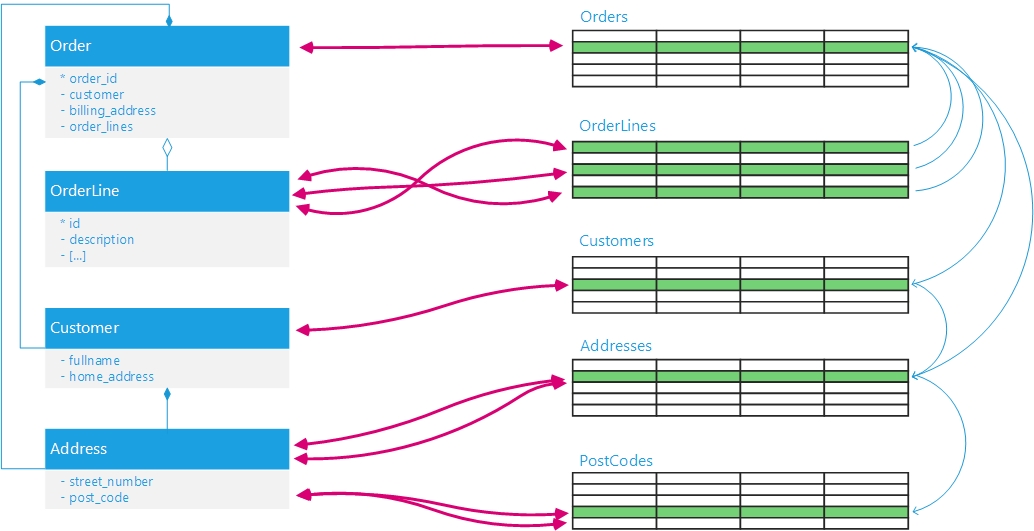 Order
* order_id
- customer
- billing_address
- order_lines
OrderLine
* id
- description
- [...]
Customer
- fullname
- home_address
Address
- street_number
- post_code
Orders
OrderLines
Customers
Addresses
PostCodes